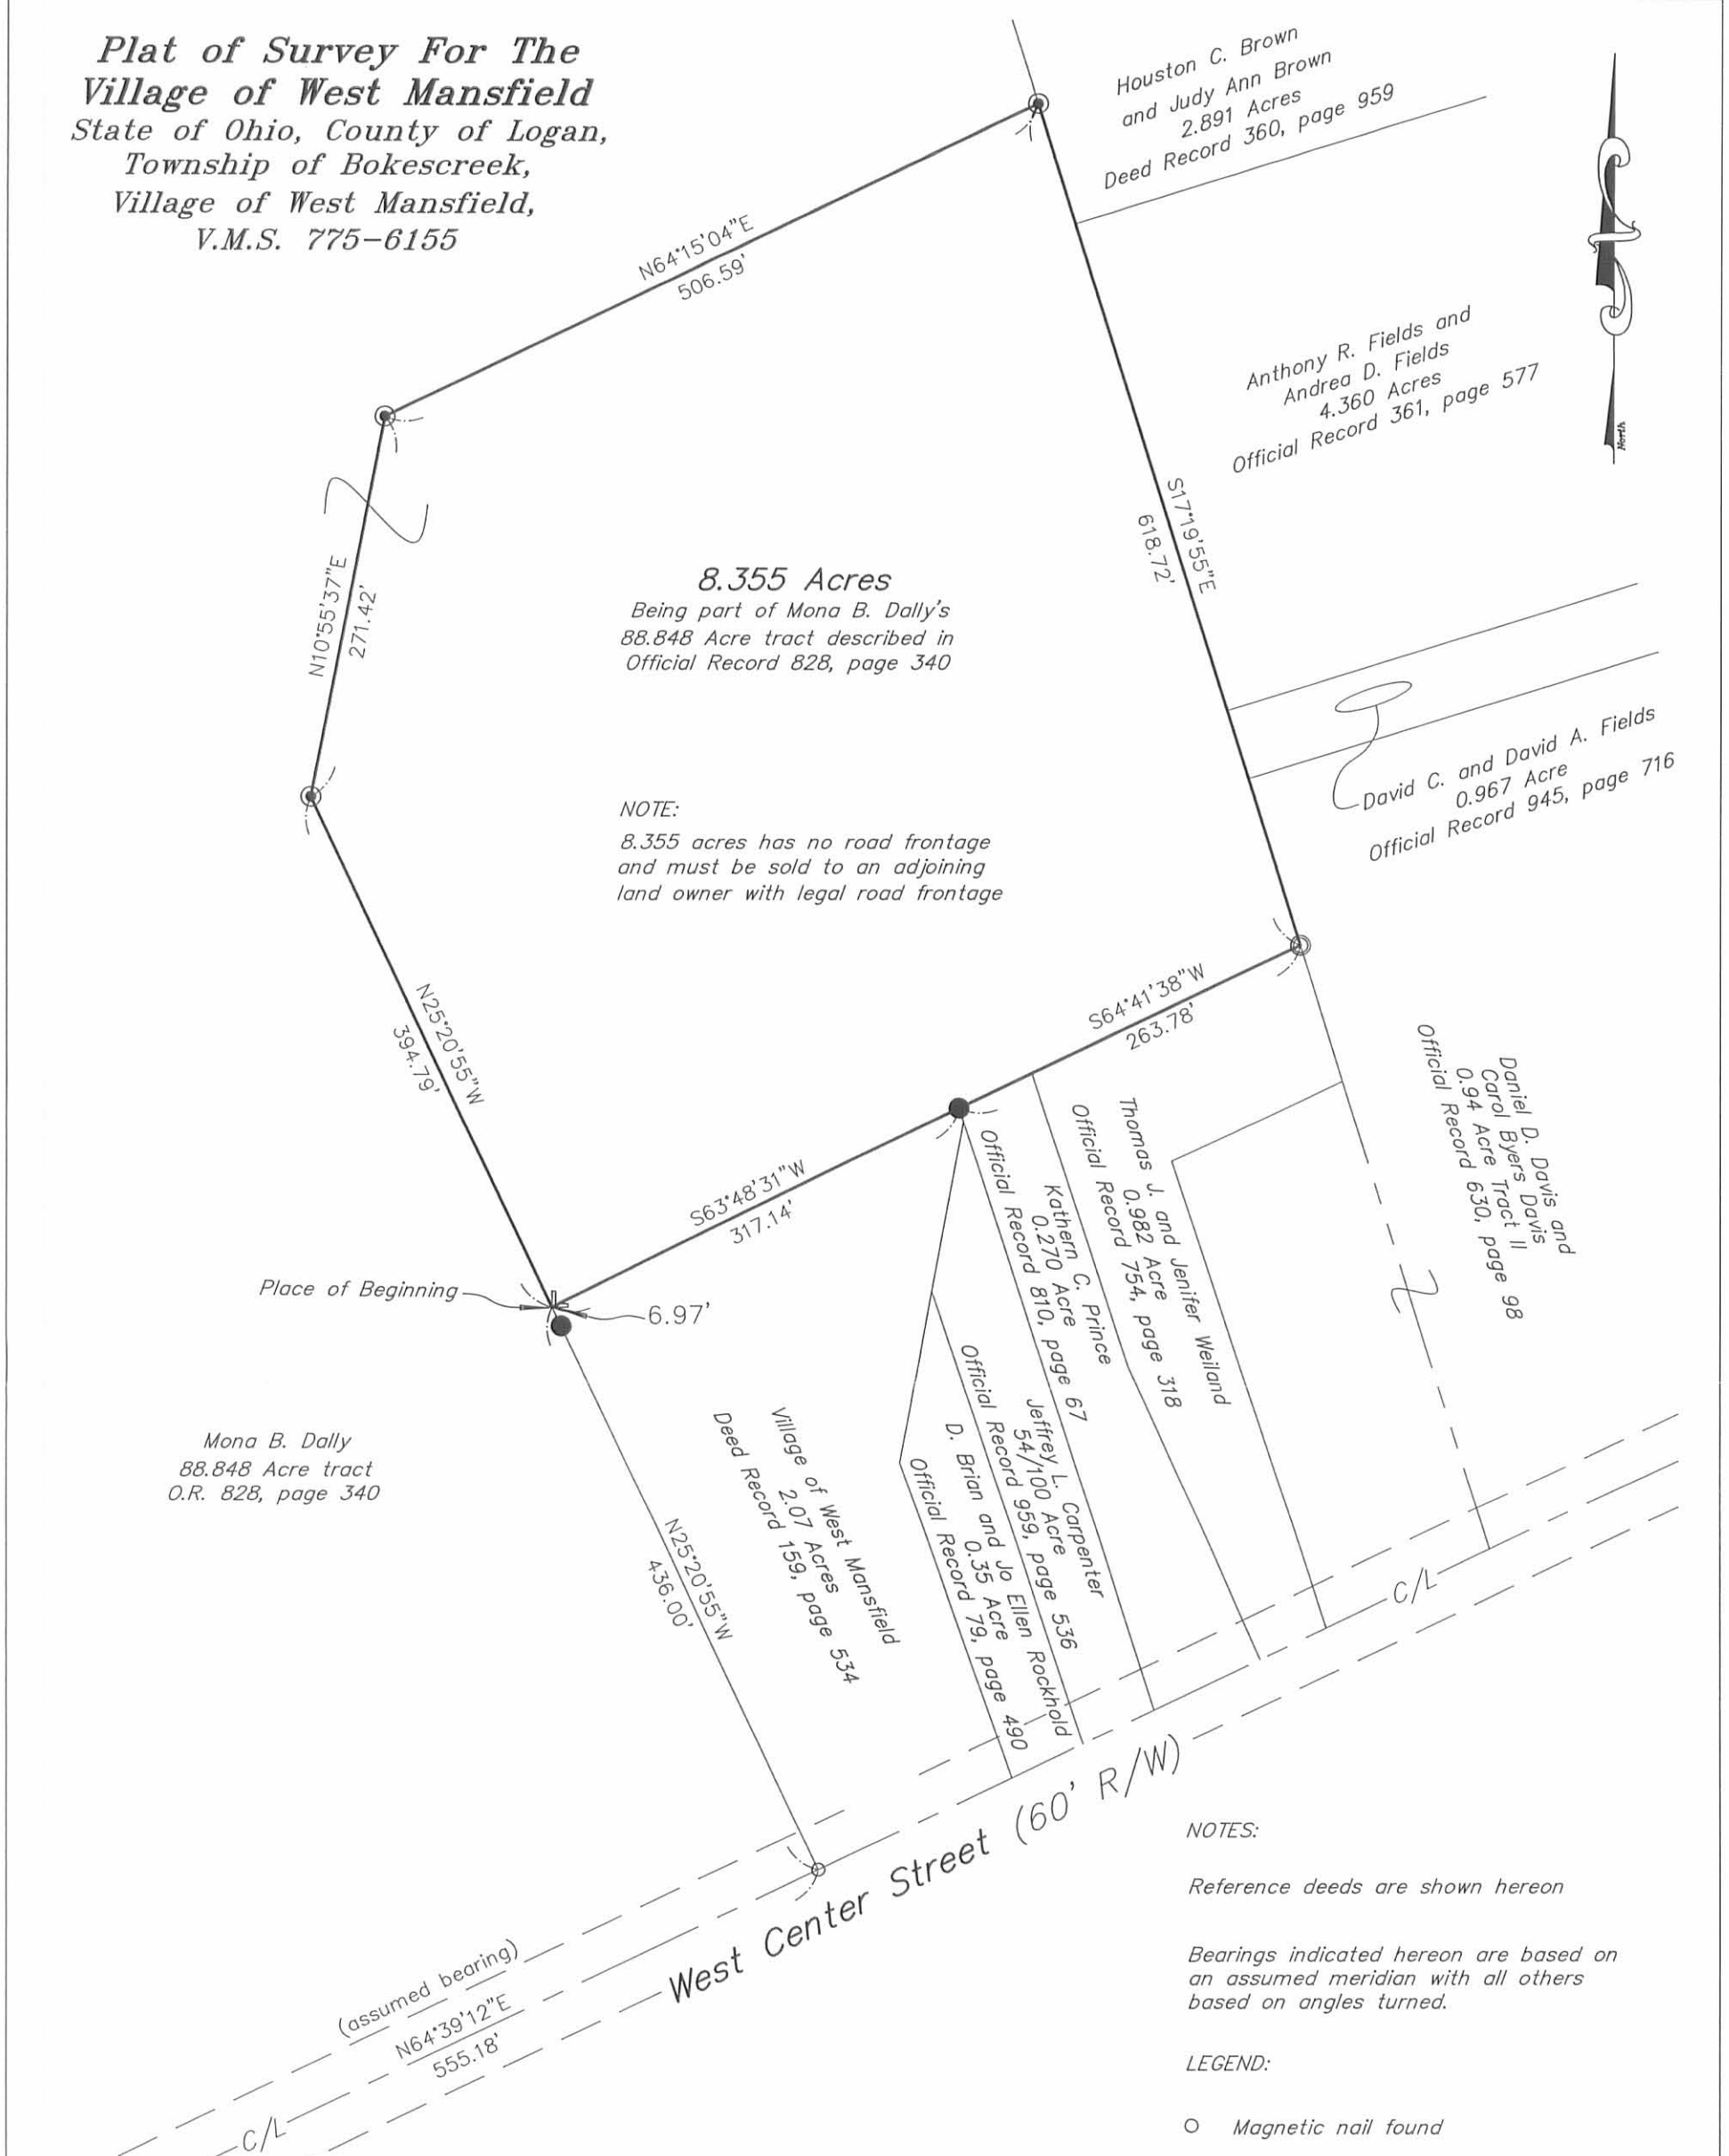 Plat of Survey For The
Village of West Mansfield
State of Ohio, County of Logan,
Township of Bokescreek,
Village of West Mansfield,
V.M.S. 775-6155
Houston C. Brown
and Judy Ann Brown
2.891 Acres
Deed Record 360, page 959
North
N64°15'04"E
506.59'
Anthony R. Fields and
Andrea D. Fields
4.360 Acres
Official Record 361, page 577
S17°19'55"E
618.72'
N10°55'37"E
271.42'
8.355 Acres
Being part of Mona B. Dally's
88.848 Acre tract described in
Official Record 828, page 340
David C. and David A. Fields
0.967 Acre
Official Record 945, page 716
NOTE:
8.355 acres has no road frontage
and must be sold to an adjoining
land owner with legal road frontage
N25°20'55"W
394.79'
S64°41'38"W
263.78'
S63°48'31"W
317.14'
Daniel D. Davis and
Carol Byers Davis
0.94 Acre Tract II
Official Record 630, page 98
Thomas J. and Jenifer Weiland
0.982 Acre
Official Record 754, page 318
Kathern C. Prince
0.270 Acre
Official Record 810, page 67
Jeffrey L. Carpenter
54/100 Acre
Official Record 959, page 536
D. Brian and Jo Ellen Rockhold
0.35 Acre
Official Record 79, page 490
Place of Beginning
6.97'
Village of West Mansfield
2.07 Acres
Deed Record 159, page 534
Mona B. Dally
88.848 Acre tract
O.R. 828, page 340
N25°20'55"W
436.00'
C/L
West Center Street (60' R/W)
(assumed bearing)
N64°39'12"E
555.18'
C/L
NOTES:
Reference deeds are shown hereon
Bearings indicated hereon are based on
an assumed meridian with all others
based on angles turned.
LEGEND:
Magnetic nail found